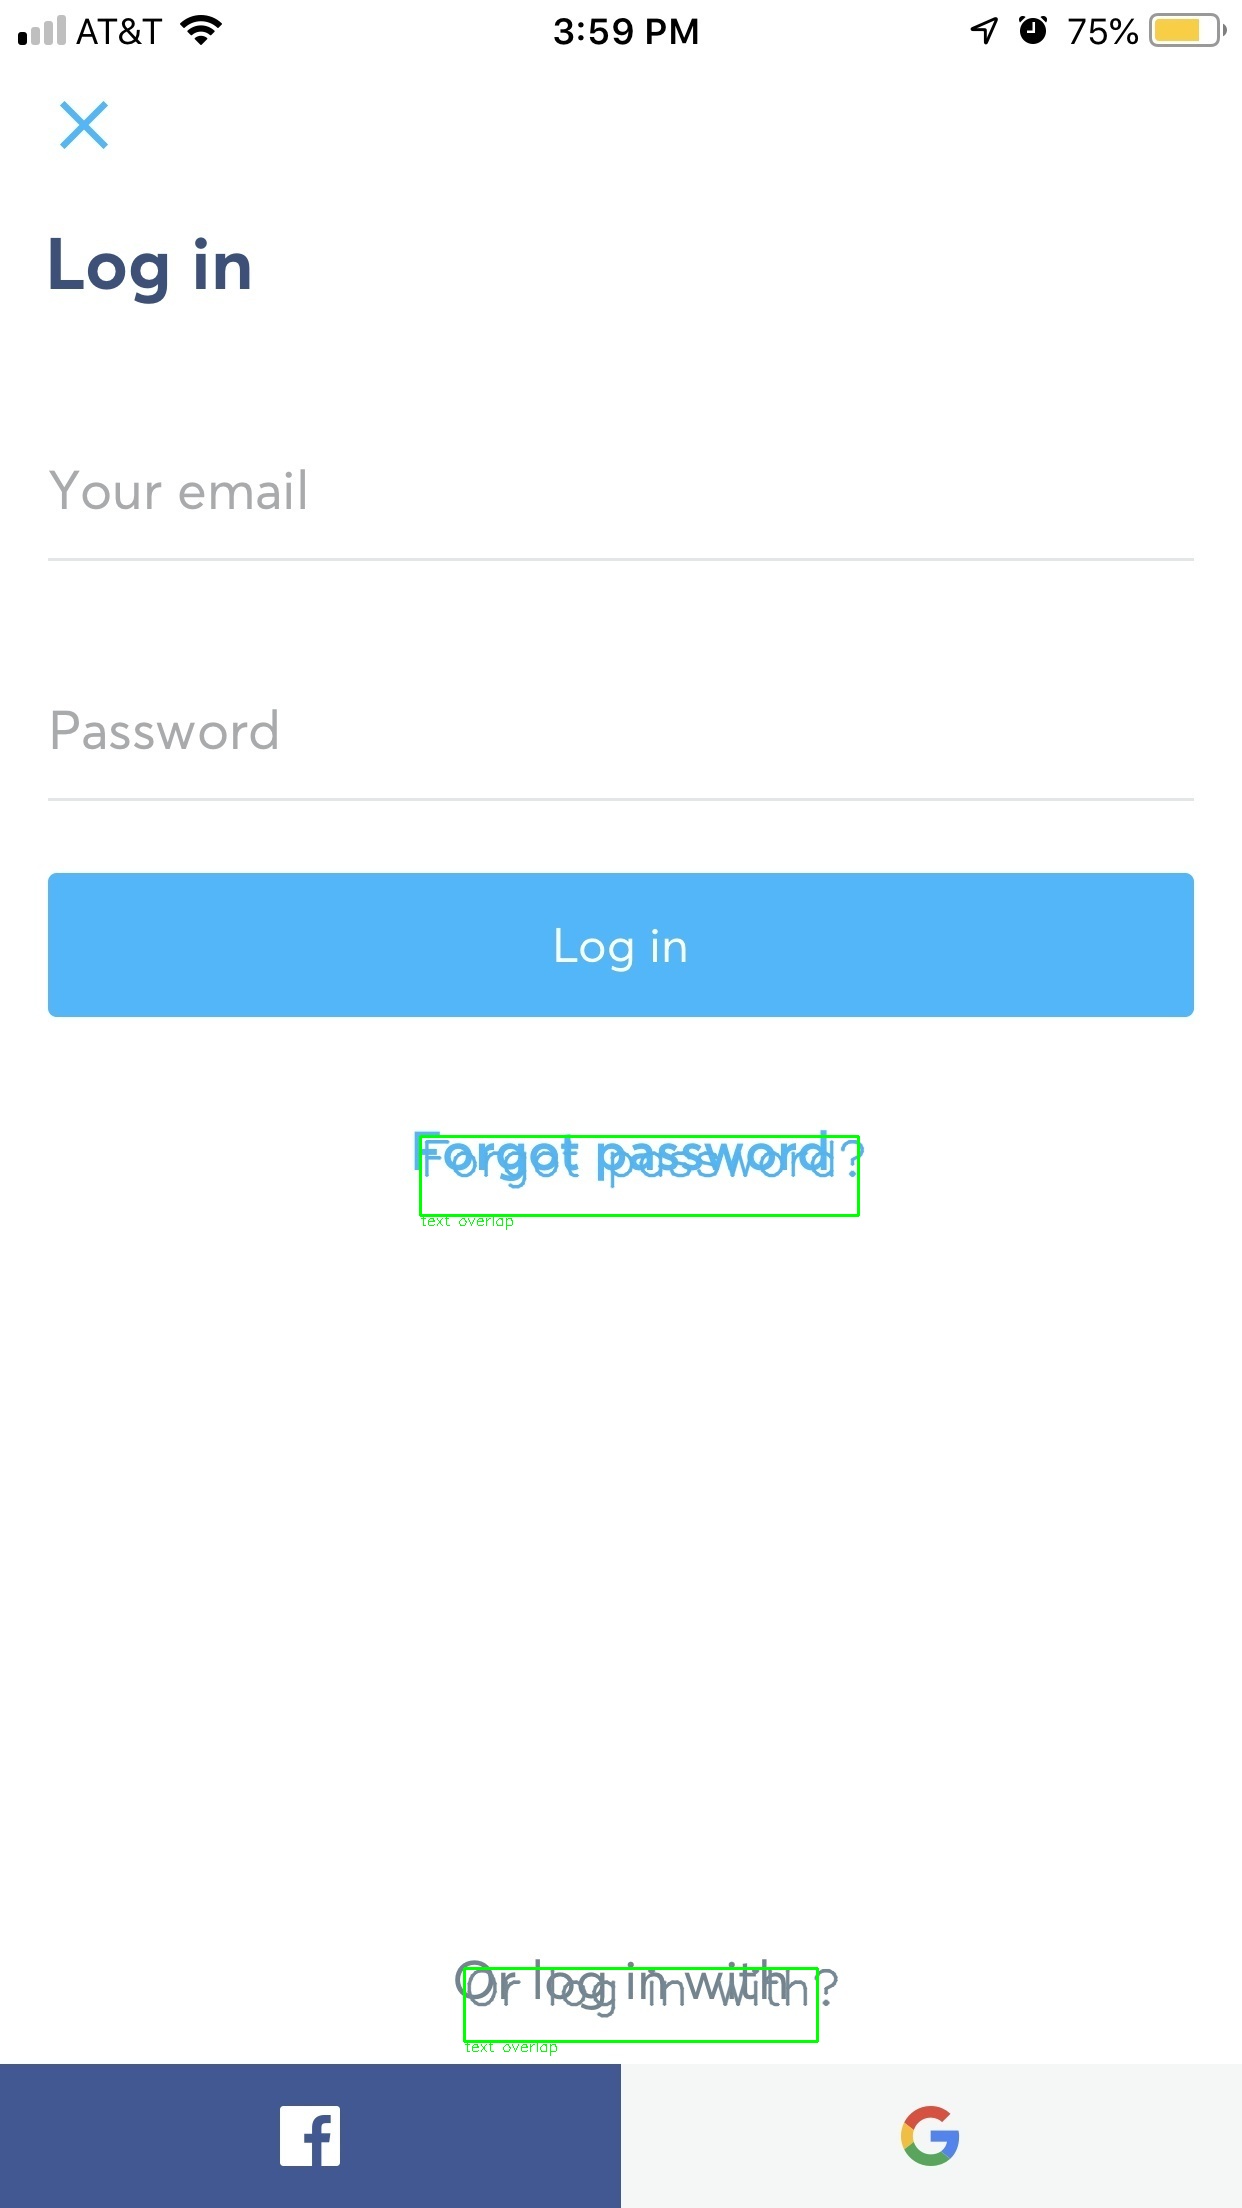 AT&T 3:59 PM 75%
Log in
Your email
Password
Log in
Forgot password
Forgot password?
text overlap
Or log in with
Or log in with?
text overlap